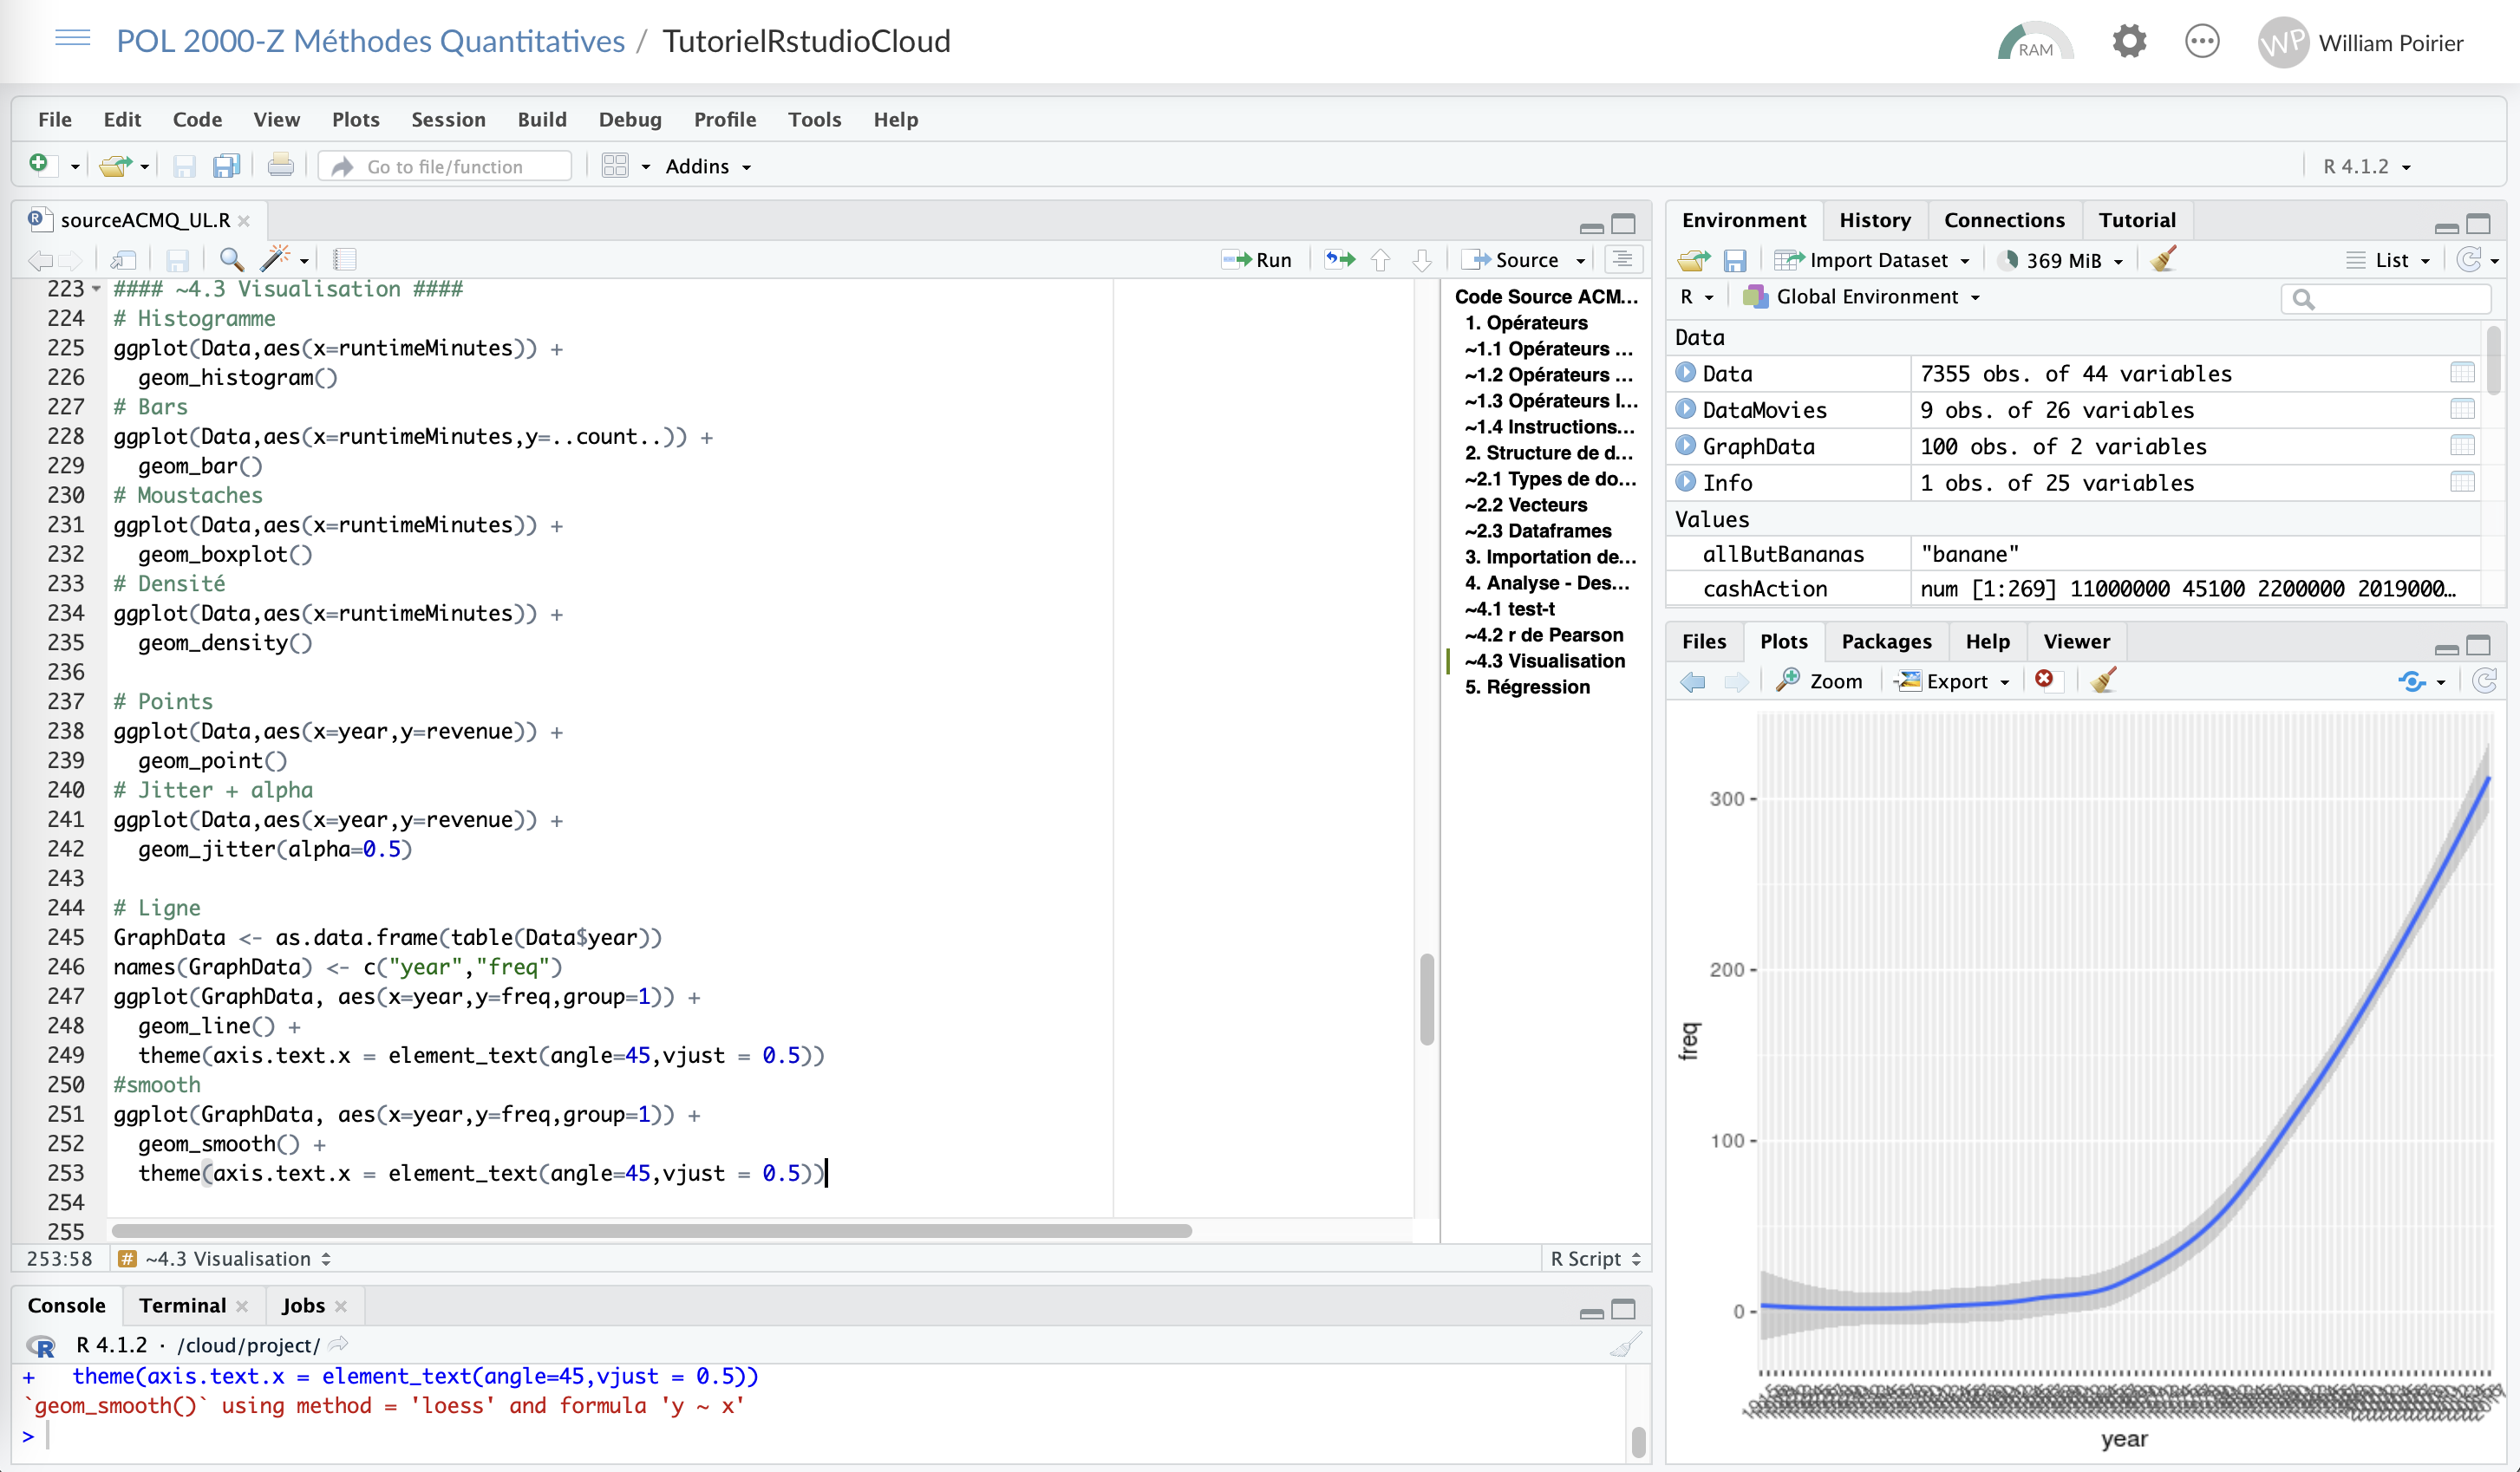 POL 2000-Z Méthodes Quantitatives / TutorielRstudioCloud
RAM
WP William Poirier
File Edit Code View Plots Session Build Debug Profile Tools Help
Go to file/function Addins R 4.1.2
sourceACMQ_UL.R
Run Source
223 #### ~4.3 Visualisation ####
224 # Histogramme
225 ggplot(Data,aes(x=runtimeMinutes)) +
226 geom_histogram()
227 # Bars
228 ggplot(Data,aes(x=runtimeMinutes,y=..count..)) +
229 geom_bar()
230 # Moustaches
231 ggplot(Data,aes(x=runtimeMinutes)) +
232 geom_boxplot()
233 # Densité
234 ggplot(Data,aes(x=runtimeMinutes)) +
235 geom_density()
236
237 # Points
238 ggplot(Data,aes(x=year,y=revenue)) +
239 geom_point()
240 # Jitter + alpha
241 ggplot(Data,aes(x=year,y=revenue)) +
242 geom_jitter(alpha=0.5)
243
244 # Ligne
245 GraphData <- as.data.frame(table(Data$year))
246 names(GraphData) <- c("year","freq")
247 ggplot(GraphData, aes(x=year,y=freq,group=1)) +
248 geom_line() +
249 theme(axis.text.x = element_text(angle=45,vjust = 0.5))
250 #smooth
251 ggplot(GraphData, aes(x=year,y=freq,group=1)) +
252 geom_smooth() +
253 theme(axis.text.x = element_text(angle=45,vjust = 0.5))
254
255
Code Source ACM...
1. Opérateurs
~1.1 Opérateurs ...
~1.2 Opérateurs ...
~1.3 Opérateurs l...
~1.4 Instructions...
2. Structure de d...
~2.1 Types de do...
~2.2 Vecteurs
~2.3 Dataframes
3. Importation de...
4. Analyse - Des...
~4.1 test-t
~4.2 r de Pearson
~4.3 Visualisation
5. Régression
253:58 # ~4.3 Visualisation R Script
Console Terminal Jobs
R 4.1.2 · /cloud/project/
+ theme(axis.text.x = element_text(angle=45,vjust = 0.5))
`geom_smooth()` using method = 'loess' and formula 'y ~ x'
>
Environment History Connections Tutorial
Import Dataset 369 MiB List
R Global Environment
Data
Data 7355 obs. of 44 variables
DataMovies 9 obs. of 26 variables
GraphData 100 obs. of 2 variables
Info 1 obs. of 25 variables
Values
allButBananas "banane"
cashAction num [1:269] 11000000 45100 2200000 2019000...
Files Plots Packages Help Viewer
Zoom Export
300
200
100
0
freq
year